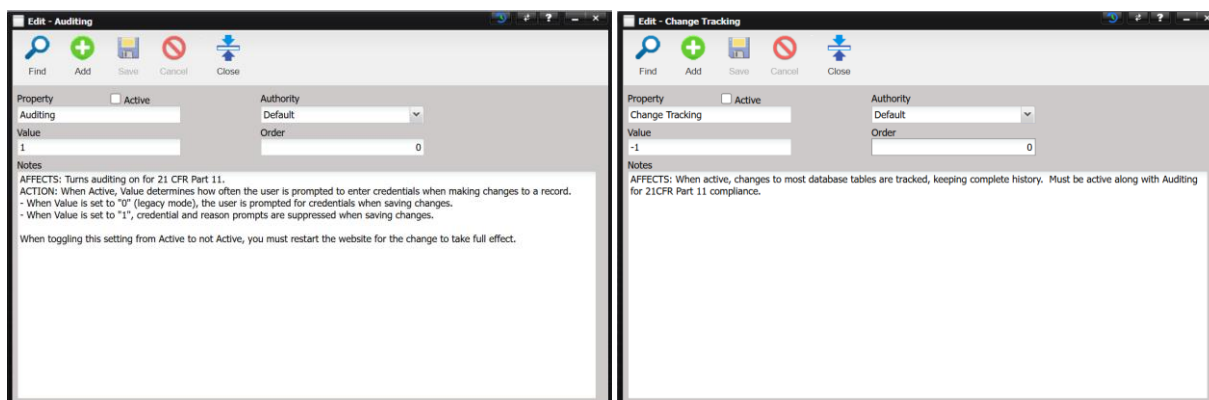 Edit - Auditing
Find Add Save Cancel Close
Property Active Authority
Auditing Default
Value Order
1 0
Notes
AFFECTS: Turns auditing on for 21 CFR Part 11.
ACTION: When Active, Value determines how often the user is prompted to enter credentials when making changes to a record.
- When Value is set to "0" (legacy mode), the user is prompted for credentials when saving changes.
- When Value is set to "1", credential and reason prompts are suppressed when saving changes.
When toggling this setting from Active to not Active, you must restart the website for the change to take full effect.
Edit - Change Tracking
Find Add Save Cancel Close
Property Active Authority
Change Tracking Default
Value Order
-1 0
Notes
AFFECTS: When active, changes to most database tables are tracked, keeping complete history. Must be active along with Auditing
for 21CFR Part 11 compliance.